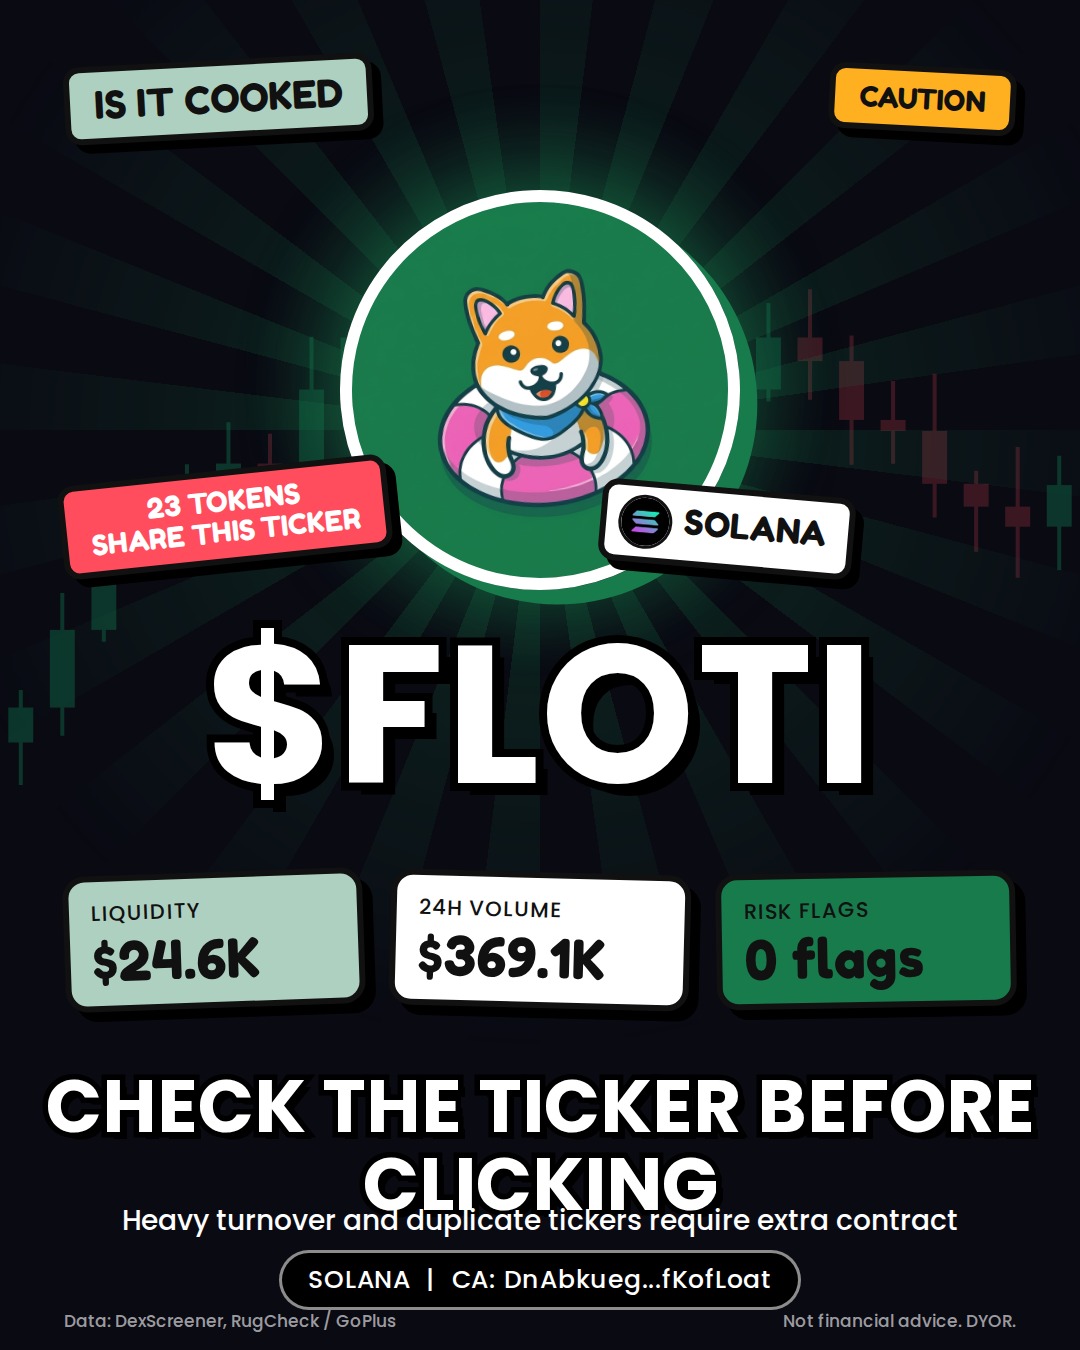 IS IT COOKED
CAUTION
23 TOKENS
SHARE THIS TICKER
SOLANA
$FLOTI
LIQUIDITY
$24.6K
24H VOLUME
$369.1K
RISK FLAGS
0 flags
CHECK THE TICKER BEFORE
CLICKING
Heavy turnover and duplicate tickers require extra contract
SOLANA | CA: DnAbkueg...fKofLoat
Data: DexScreener, RugCheck / GoPlus
Not financial advice. DYOR.